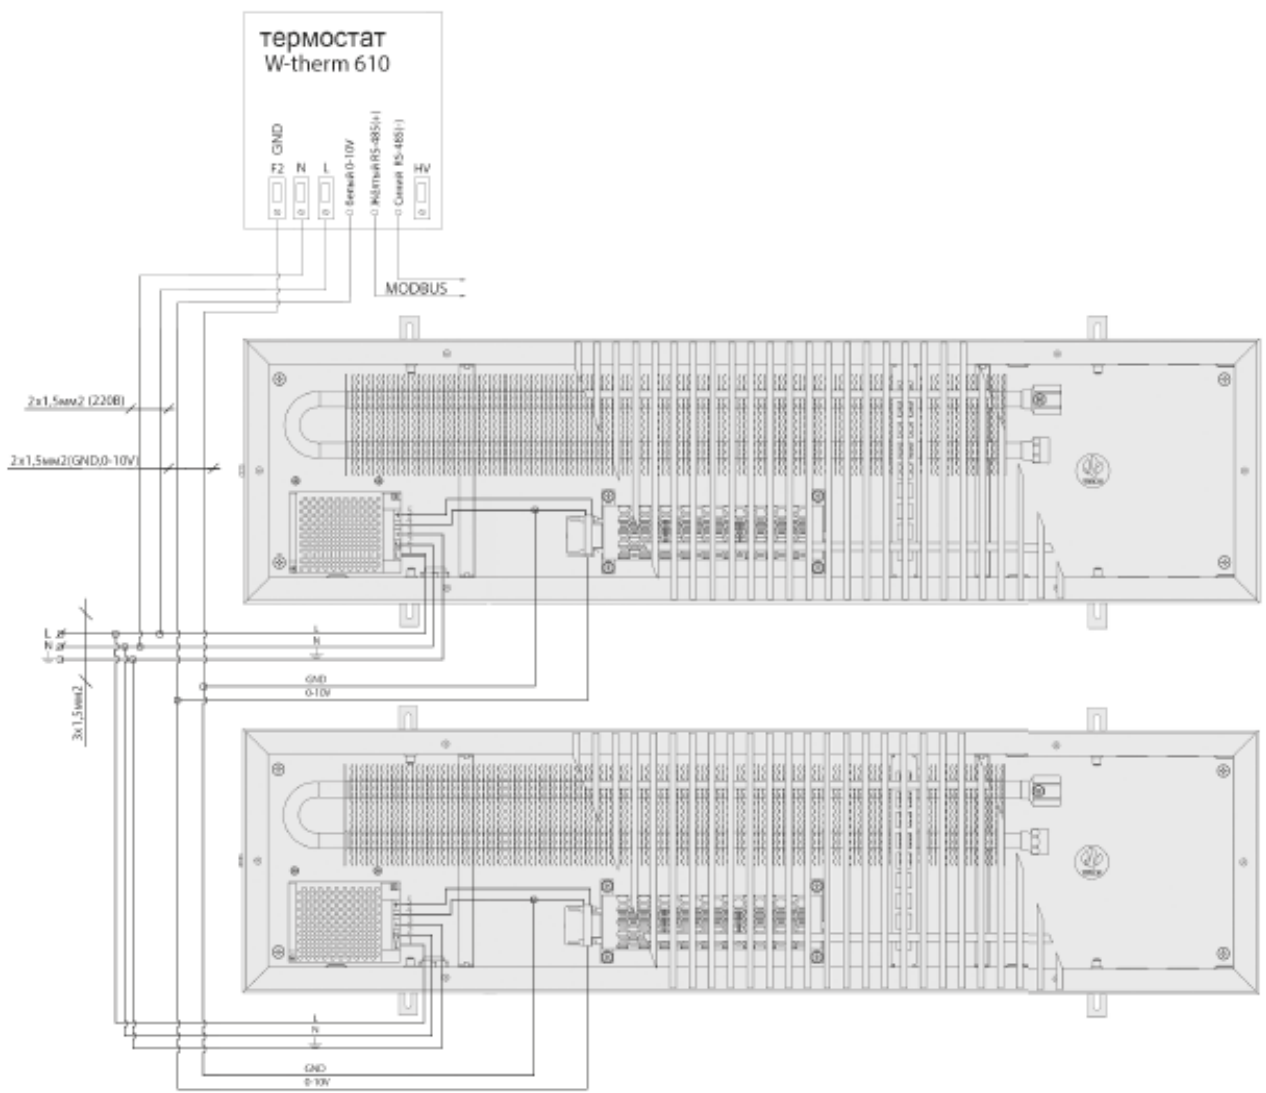 термостат
W-therm 610
GND
F2
N
L
белый 0-10V
Жёлтый RS-485(+)
Синий RS-485(-)
HV
MODBUS
2х1,5мм2 (220В)
2х1,5мм2(GND,0-10V)
L
N
3х1,5мм2
L
N
GND
0-10V
L
N
GND
0-10V